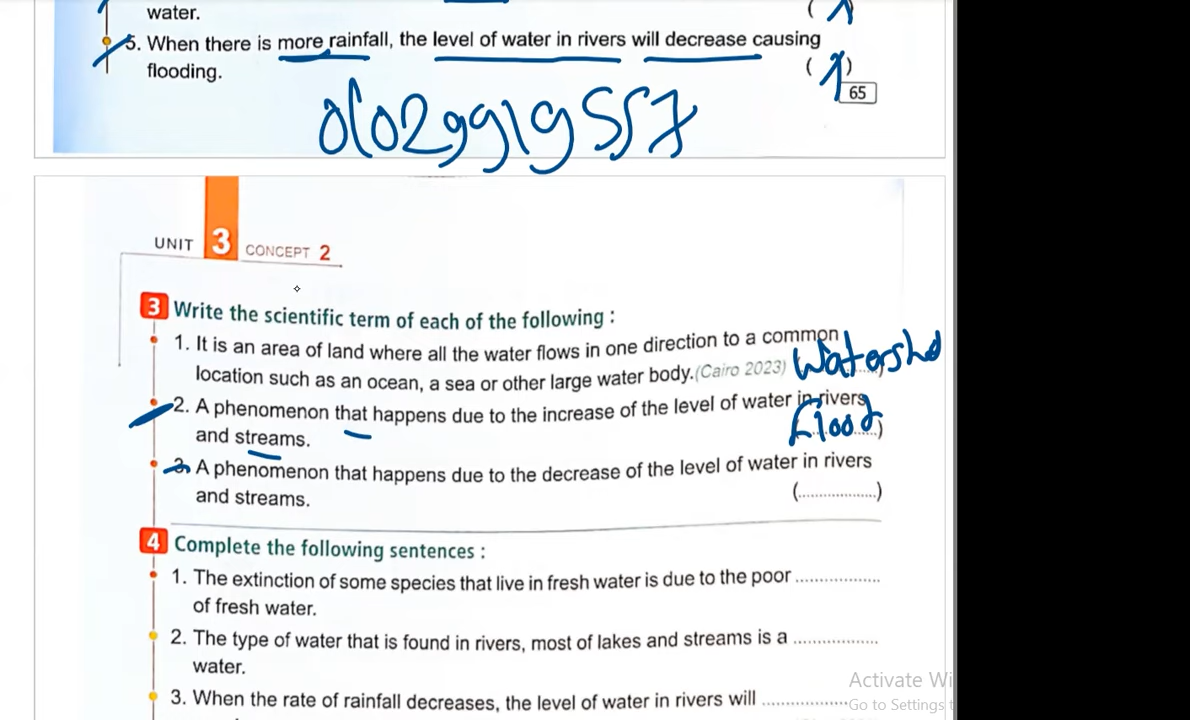 water. (X
5. When there is more rainfall, the level of water in rivers will decrease causing
flooding. (X)
65
UNIT 3 CONCEPT 2
3 Write the scientific term of each of the following :
1. It is an area of land where all the water flows in one direction to a common
location such as an ocean, a sea or other large water body. (Cairo 2023) Watershd
2. A phenomenon that happens due to the increase of the level of water in rivers
and streams. Flood
3. A phenomenon that happens due to the decrease of the level of water in rivers
and streams. (..................)
4 Complete the following sentences :
1. The extinction of some species that live in fresh water is due to the poor ..................
of fresh water.
2. The type of water that is found in rivers, most of lakes and streams is a ..................
water.
3. When the rate of rainfall decreases, the level of water in rivers will ..................
Activate Wi
Go to Settings t